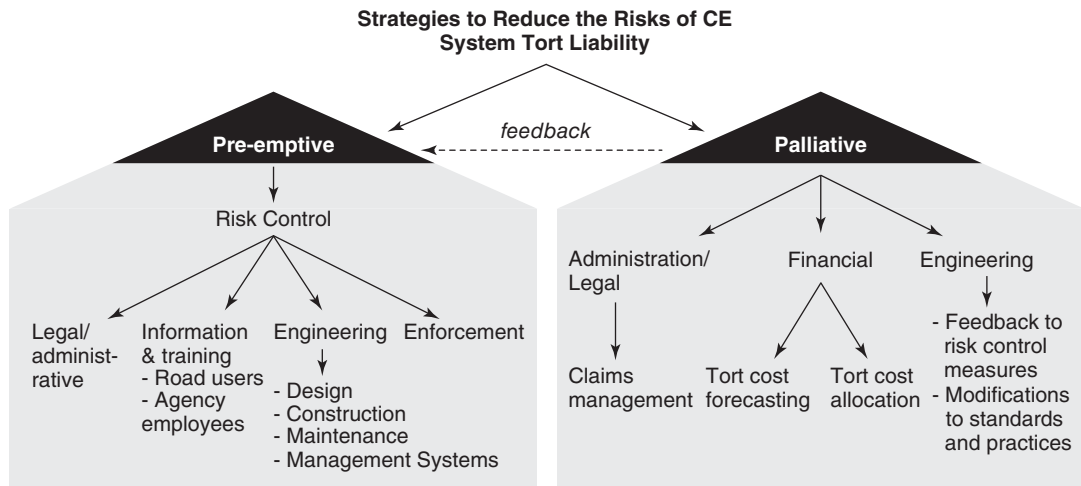 Strategies to Reduce the Risks of CE
System Tort Liability
feedback
Pre-emptive
Risk Control
Legal/
administ-
rative
Information
& training
- Road users
- Agency
employees
Engineering
- Design
- Construction
- Maintenance
- Management Systems
Enforcement
Palliative
Administration/
Legal
Claims
management
Financial
Tort cost
forecasting
Tort cost
allocation
Engineering
- Feedback to
risk control
measures
- Modifications
to standards
and practices